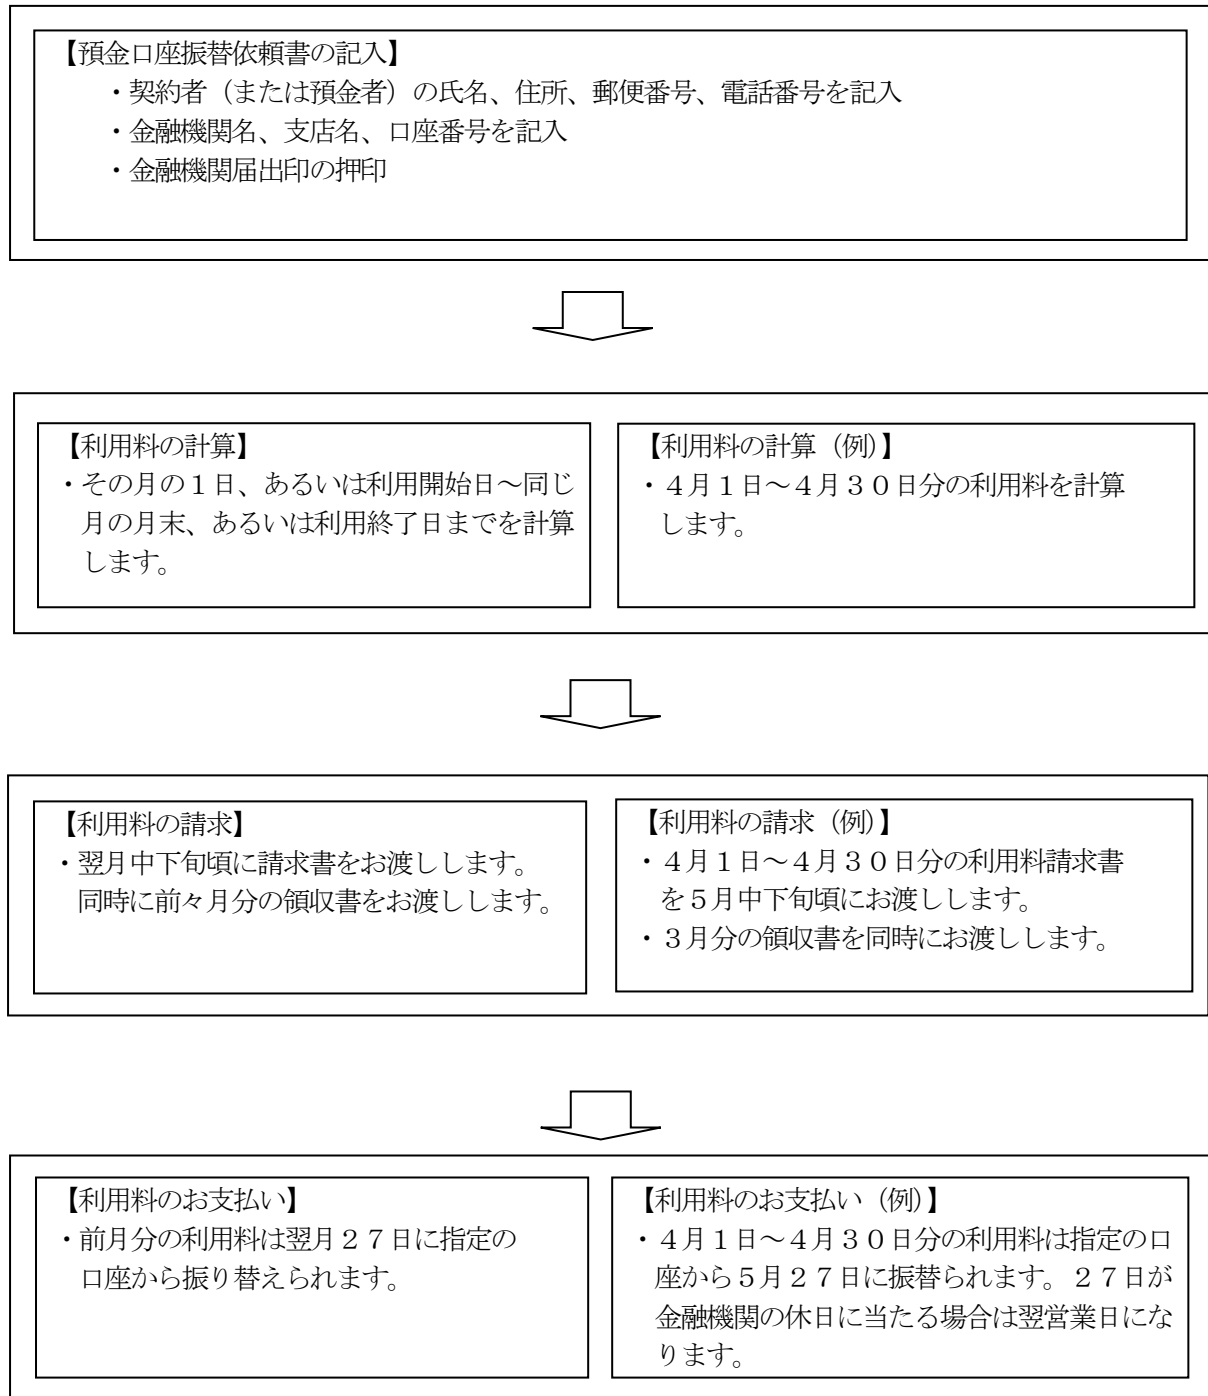 【預金口座振替依頼書の記入】
・契約者（または預金者）の氏名、住所、郵便番号、電話番号を記入
・金融機関名、支店名、口座番号を記入
・金融機関届出印の押印
【利用料の計算】
・その月の１日、あるいは利用開始日～同じ
月の月末、あるいは利用終了日までを計算
します。
【利用料の計算（例）】
・４月１日～４月３０日分の利用料を計算
します。
【利用料の請求】
・翌月中下旬頃に請求書をお渡しします。
同時に前々月分の領収書をお渡しします。
【利用料の請求（例）】
・４月１日～４月３０日分の利用料請求書
を５月中下旬頃にお渡しします。
・３月分の領収書を同時にお渡しします。
【利用料のお支払い】
・前月分の利用料は翌月２７日に指定の
口座から振り替えられます。
【利用料のお支払い（例）】
・４月１日～４月３０日分の利用料は指定の口
座から５月２７日に振替られます。２７日が
金融機関の休日に当たる場合は翌営業日にな
ります。